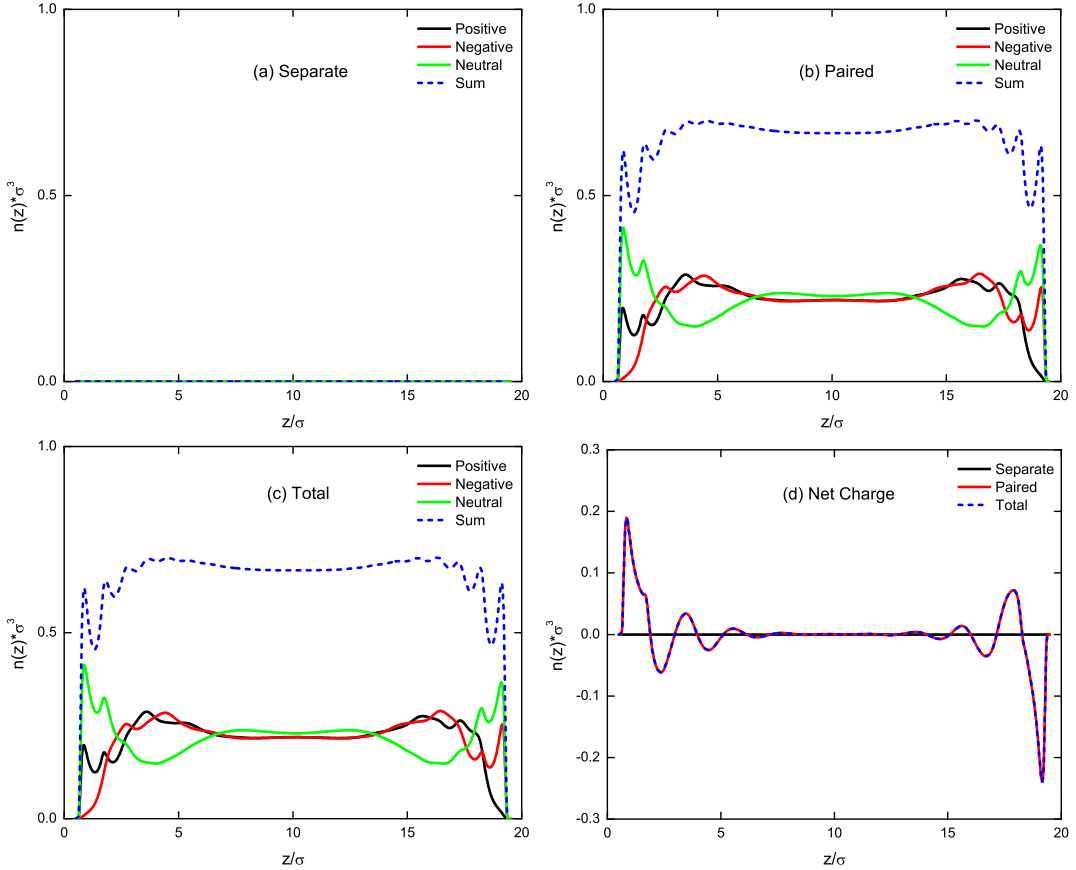 1.0
Positive
Negative
Neutral
Sum
(a) Separate
0.5
n(z)*σ³
0.0
0 5 10 15 20
z/σ
1.0
Positive
Negative
Neutral
Sum
(b) Paired
0.5
n(z)*σ³
0.0
0 5 10 15 20
z/σ
1.0
Positive
Negative
Neutral
Sum
(c) Total
0.5
n(z)*σ³
0.0
0 5 10 15 20
z/σ
0.3
Separate
Paired
Total
(d) Net Charge
0.2
0.1
n(z)*σ³
0.0
-0.1
-0.2
-0.3
0 5 10 15 20
z/σ